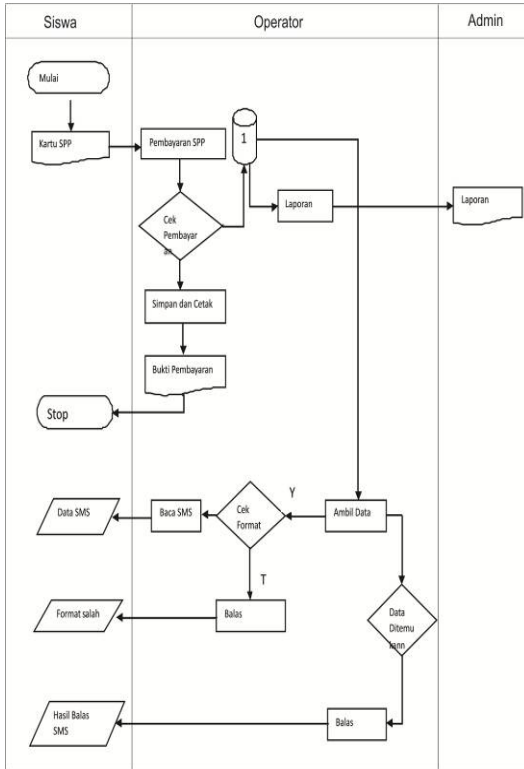 Siswa
Operator
Admin
Mulai
Kartu SPP
Pembayaran SPP
1
Laporan
Laporan
Cek
Pembayar
an
Simpan dan Cetak
Bukti Pembayaran
Stop
Data SMS
Baca SMS
Cek
Format
Y
Ambil Data
T
Format salah
Balas
Data
Ditemu
kann
Hasil Balas
SMS
Balas